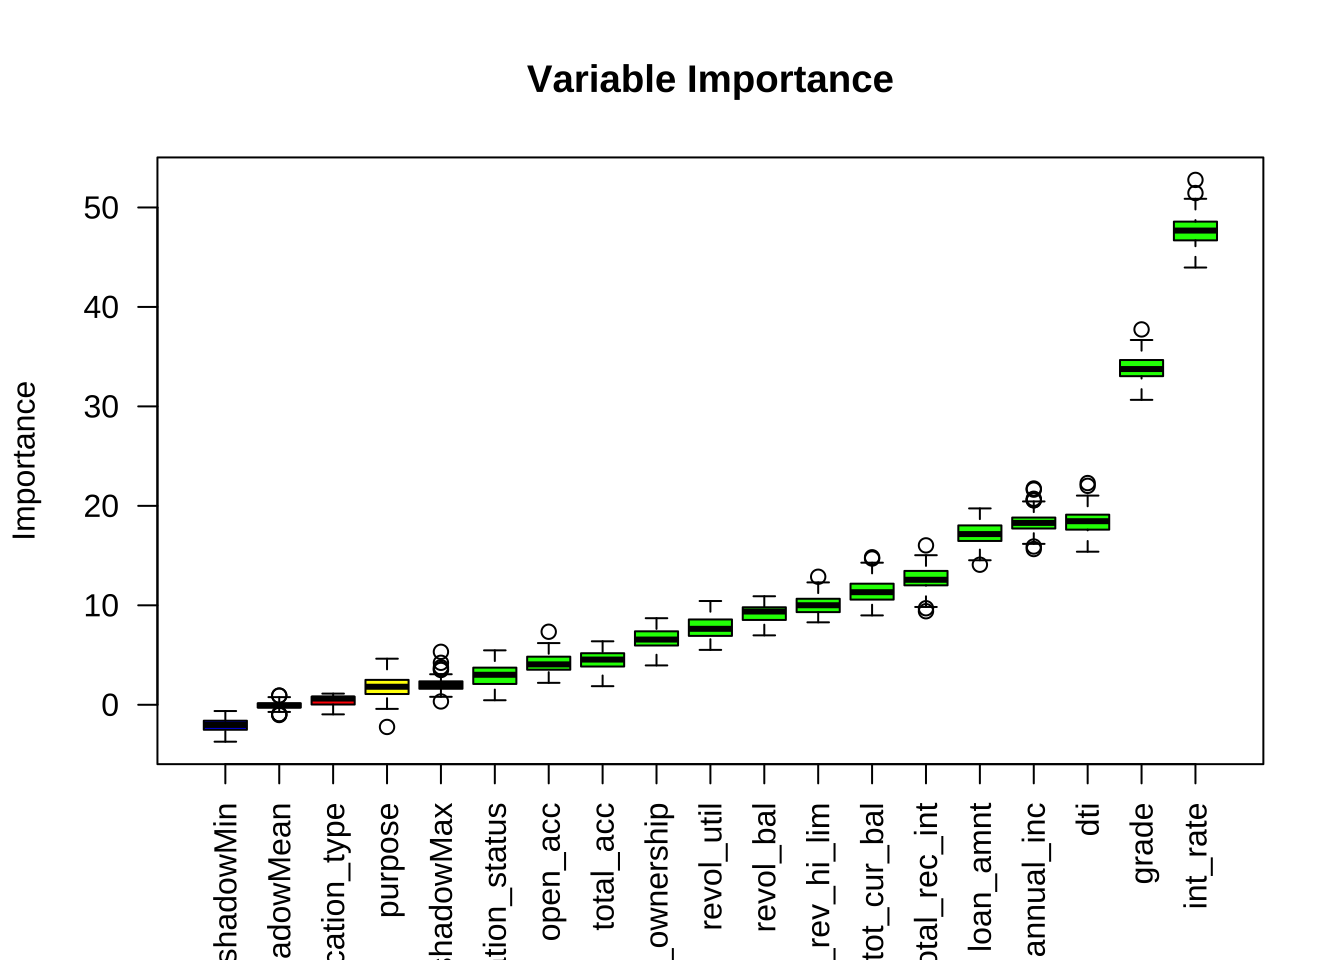 Variable Importance
Importance
50
40
30
20
10
0
shadowMin
adowMean
cation_type
purpose
shadowMax
ation_status
open_acc
total_acc
_ownership
revol_util
revol_bal
_rev_hi_lim
tot_cur_bal
otal_rec_int
loan_amnt
annual_inc
dti
grade
int_rate